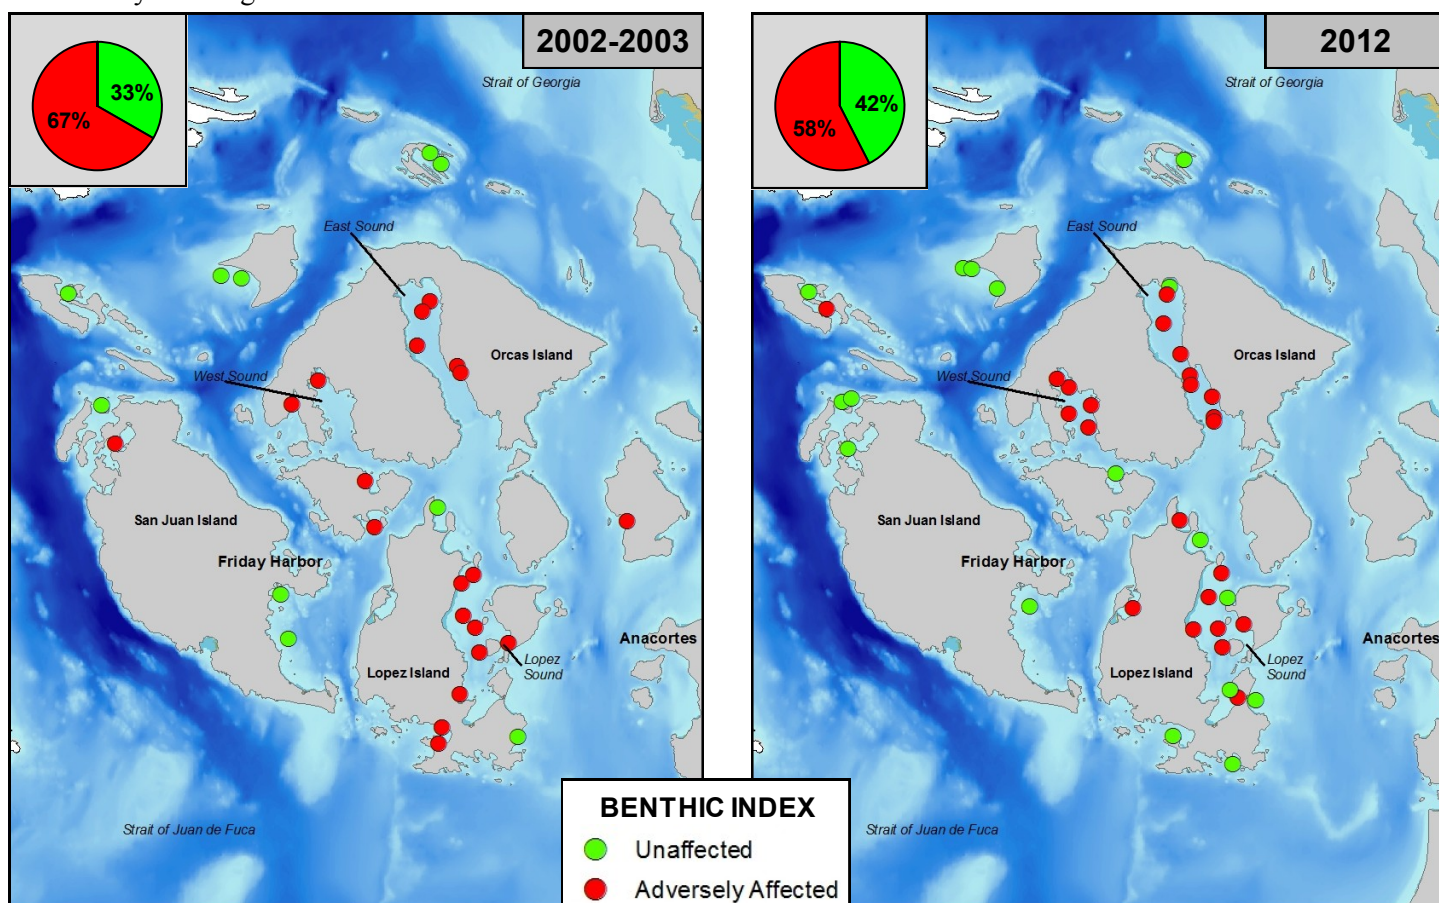 2002-2003
33%
67%
Strait of Georgia
East Sound
Orcas Island
West Sound
San Juan Island
Friday Harbor
Anacortes
Lopez Island
Lopez
Sound
Strait of Juan de Fuca
2012
42%
58%
Strait of Georgia
East Sound
Orcas Island
West Sound
San Juan Island
Friday Harbor
Anacortes
Lopez Island
Lopez
Sound
Strait of Juan de Fuca
BENTHIC INDEX
Unaffected
Adversely Affected